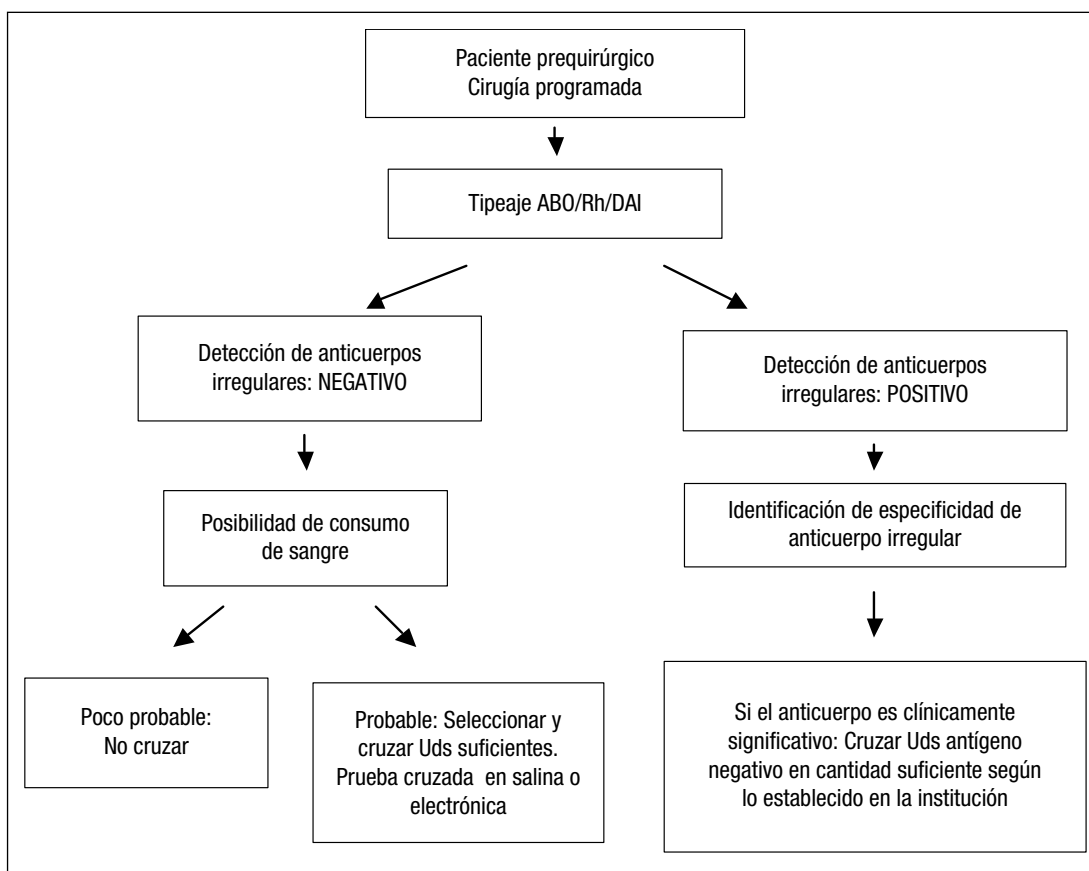 Paciente prequirúrgico
Cirugía programada
Tipeaje ABO/Rh/DAI
Detección de anticuerpos
irregulares: NEGATIVO
Detección de anticuerpos
irregulares: POSITIVO
Posibilidad de consumo
de sangre
Identificación de especificidad de
anticuerpo irregular
Poco probable:
No cruzar
Probable: Seleccionar y
cruzar Uds suficientes.
Prueba cruzada en salina o
electrónica
Si el anticuerpo es clínicamente
significativo: Cruzar Uds antígeno
negativo en cantidad suficiente según
lo establecido en la institución